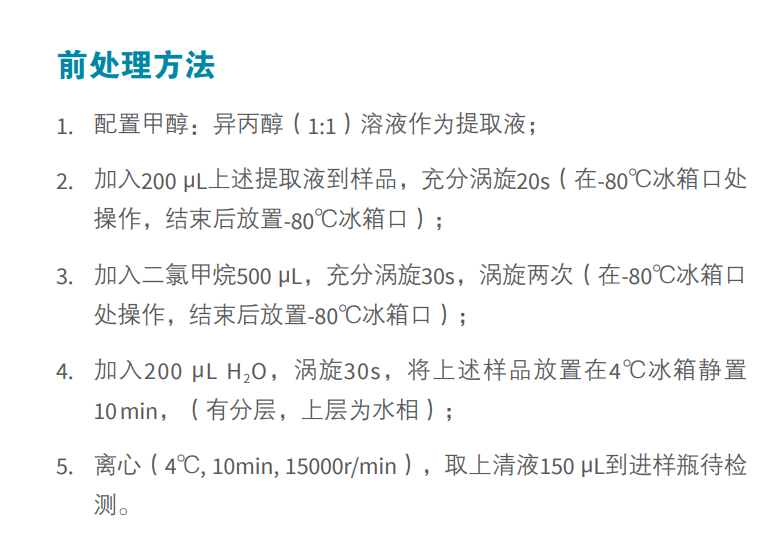 前处理方法
1. 配置甲醇：异丙醇（1:1）溶液作为提取液；
2. 加入200 μL上述提取液到样品，充分涡旋20s（在-80℃冰箱口处
操作，结束后放置-80℃冰箱口）；
3. 加入二氯甲烷500 μL，充分涡旋30s，涡旋两次（在-80℃冰箱口
处操作，结束后放置-80℃冰箱口）；
4. 加入200 μL H₂O，涡旋30s，将上述样品放置在4℃冰箱静置
10min，（有分层，上层为水相）；
5. 离心（4℃, 10min, 15000r/min），取上清液150 μL到进样瓶待检
测。